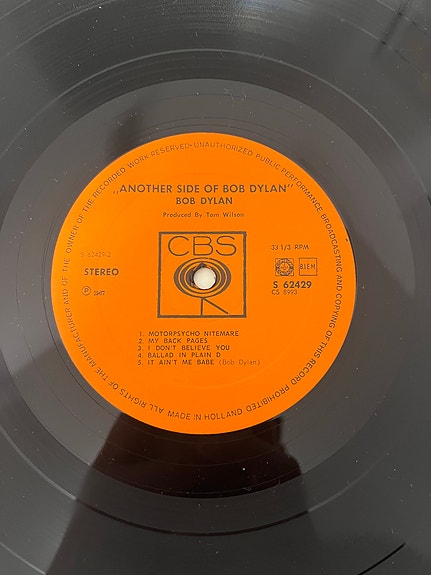 ALL RIGHTS OF THE MANUFACTURER AND OF THE OWNER OF THE RECORDED WORK RESERVED·UNAUTHORIZED PUBLIC PERFORMANCE BROADCASTING AND COPYING OF THIS RECORD PROHIBITED
„ANOTHER SIDE OF BOB DYLAN"
BOB DYLAN
Produced By Tom Wilson
CBS
S 62429-2
33 1/3 RPM
STEREO
BIEM
S 62429
CS 8993
℗
1. MOTORPSYCHO NITEMARE
2. MY BACK PAGES
3. I DON'T BELIEVE YOU
4. BALLAD IN PLAIN D
5. IT AIN'T ME BABE (Bob Dylan)
MADE IN HOLLAND